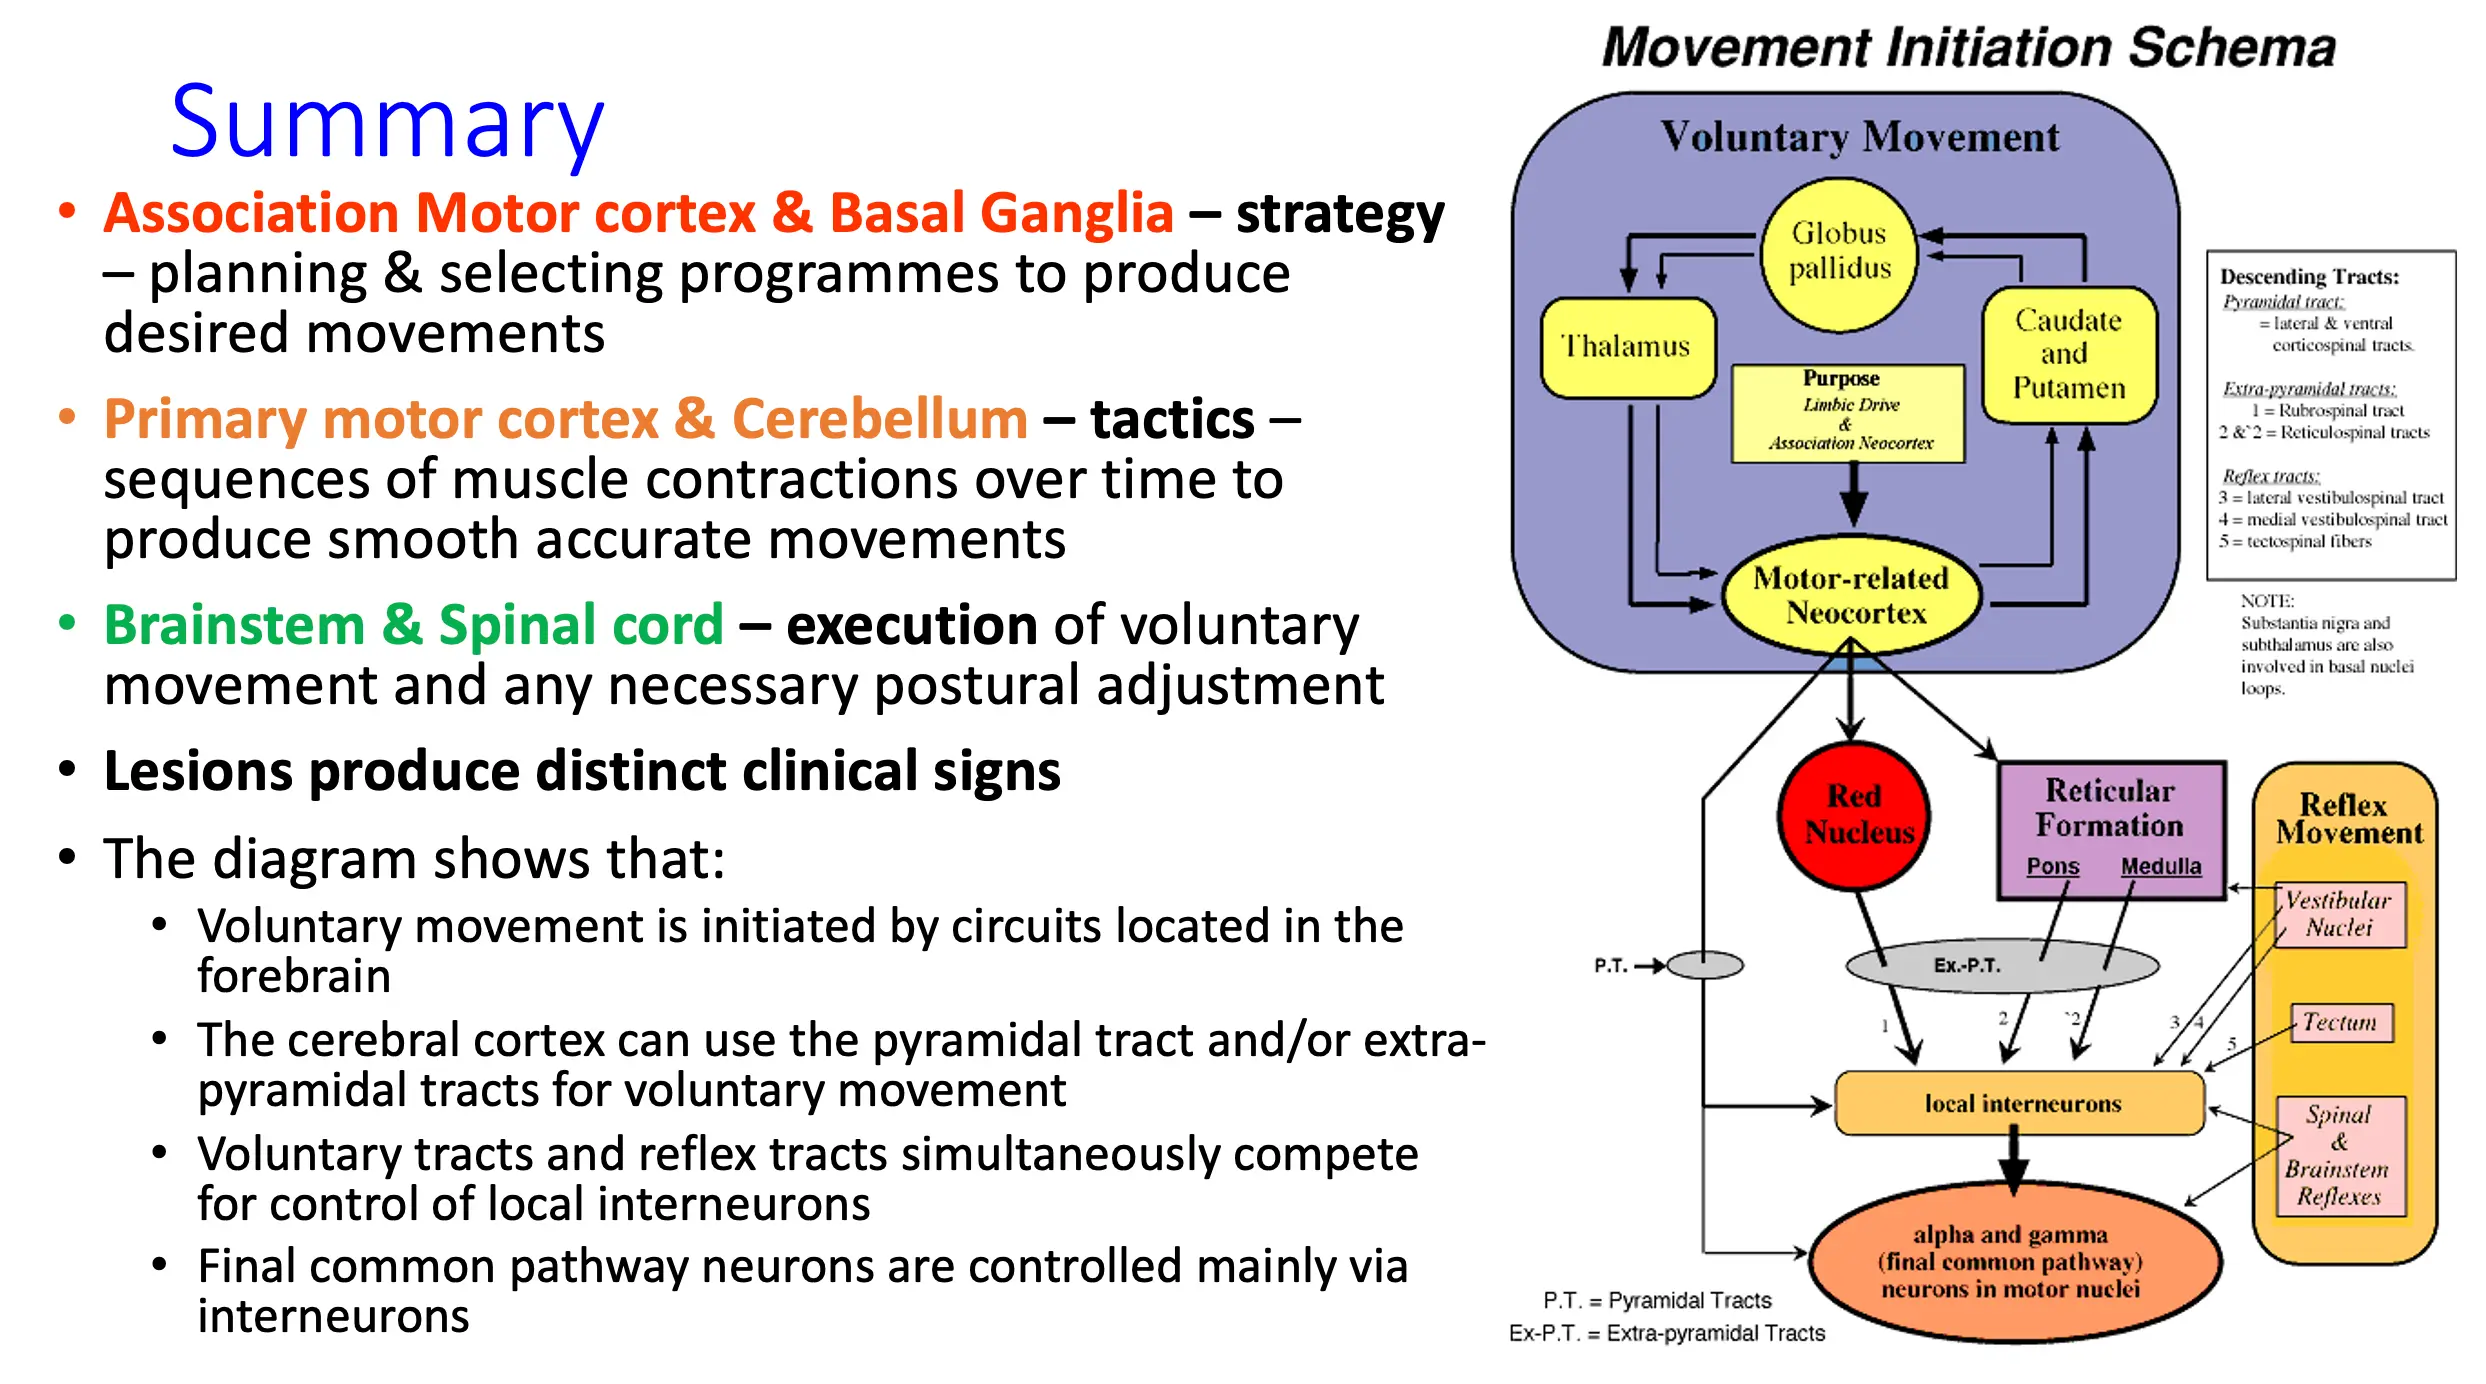 Summary
• Association Motor cortex & Basal Ganglia – strategy
– planning & selecting programmes to produce
desired movements
• Primary motor cortex & Cerebellum – tactics –
sequences of muscle contractions over time to
produce smooth accurate movements
• Brainstem & Spinal cord – execution of voluntary
movement and any necessary postural adjustment
• Lesions produce distinct clinical signs
• The diagram shows that:
• Voluntary movement is initiated by circuits located in the
forebrain
• The cerebral cortex can use the pyramidal tract and/or extra-
pyramidal tracts for voluntary movement
• Voluntary tracts and reflex tracts simultaneously compete
for control of local interneurons
• Final common pathway neurons are controlled mainly via
interneurons
Movement Initiation Schema
Voluntary Movement
Globus
pallidus
Thalamus
Caudate
and
Putamen
Purpose
Limbic Drive
&
Association Neocortex
Motor-related
Neocortex
Descending Tracts:
Pyramidal tract:
= lateral & ventral
corticospinal tracts.
Extra-pyramidal tracts:
1 = Rubrospinal tract
2 &`2 = Reticulospinal tracts
Reflex tracts:
3 = lateral vestibulospinal tract
4 = medial vestibulospinal tract
5 = tectospinal fibers
NOTE:
Substantia nigra and
subthalamus are also
involved in basal nuclei
loops.
Red
Nucleus
Reticular
Formation
Pons Medulla
Reflex
Movement
Vestibular
Nuclei
Tectum
Spinal
&
Brainstem
Reflexes
P.T.
Ex.-P.T.
1 2 `2 3 4 5
local interneurons
alpha and gamma
(final common pathway)
neurons in motor nuclei
P.T. = Pyramidal Tracts
Ex-P.T. = Extra-pyramidal Tracts